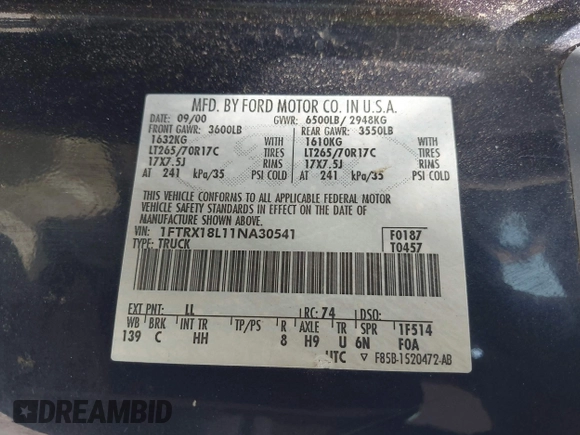 MFD. BY FORD MOTOR CO. IN U.S.A.
DATE: 09/00 GVWR: 6500LB/ 2948KG
FRONT GAWR: 3600LB REAR GAWR: 3550LB
1632KG WITH 1610KG WITH
LT265/70R17C TIRES LT265/70R17C TIRES
17X7.5J RIMS 17X7.5J RIMS
AT 241 kPa/35 PSI COLD AT 241 kPa/35 PSI COLD
THIS VEHICLE CONFORMS TO ALL APPLICABLE FEDERAL MOTOR
VEHICLE SAFETY STANDARDS IN EFFECT ON THE DATE OF
MANUFACTURE SHOWN ABOVE.
VIN: 1FTRX18L11NA30541 F0187
TYPE: TRUCK T0457
EXT PNT: LL RC: 74 DSO:
WB BRK INT TR TP/PS R AXLE TR SPR 1F514
139 C HH 8 H9 U 6N F0A
UTC ▽ F85B-1520472-AB
DREAMBID